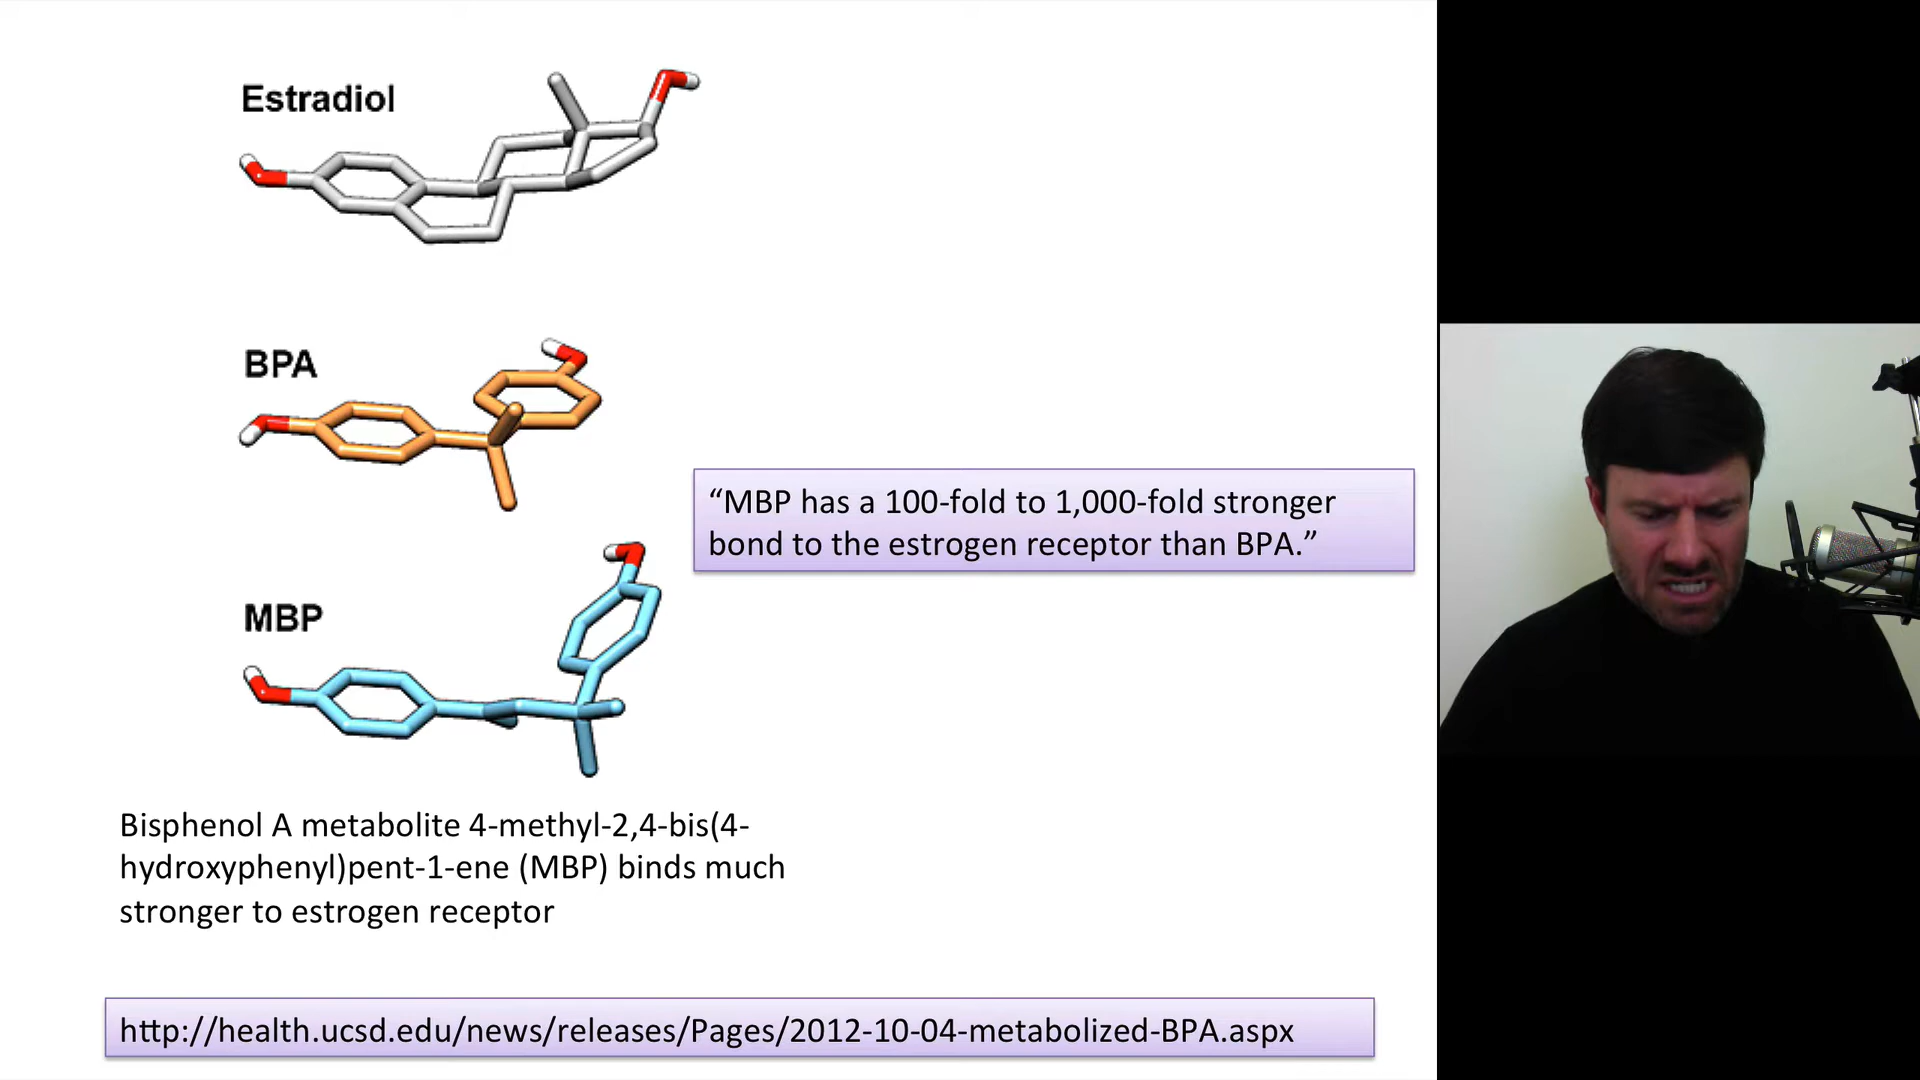 Estradiol
BPA
“MBP has a 100-fold to 1,000-fold stronger
bond to the estrogen receptor than BPA.”
MBP
Bisphenol A metabolite 4-methyl-2,4-bis(4-
hydroxyphenyl)pent-1-ene (MBP) binds much
stronger to estrogen receptor
http://health.ucsd.edu/news/releases/Pages/2012-10-04-metabolized-BPA.aspx